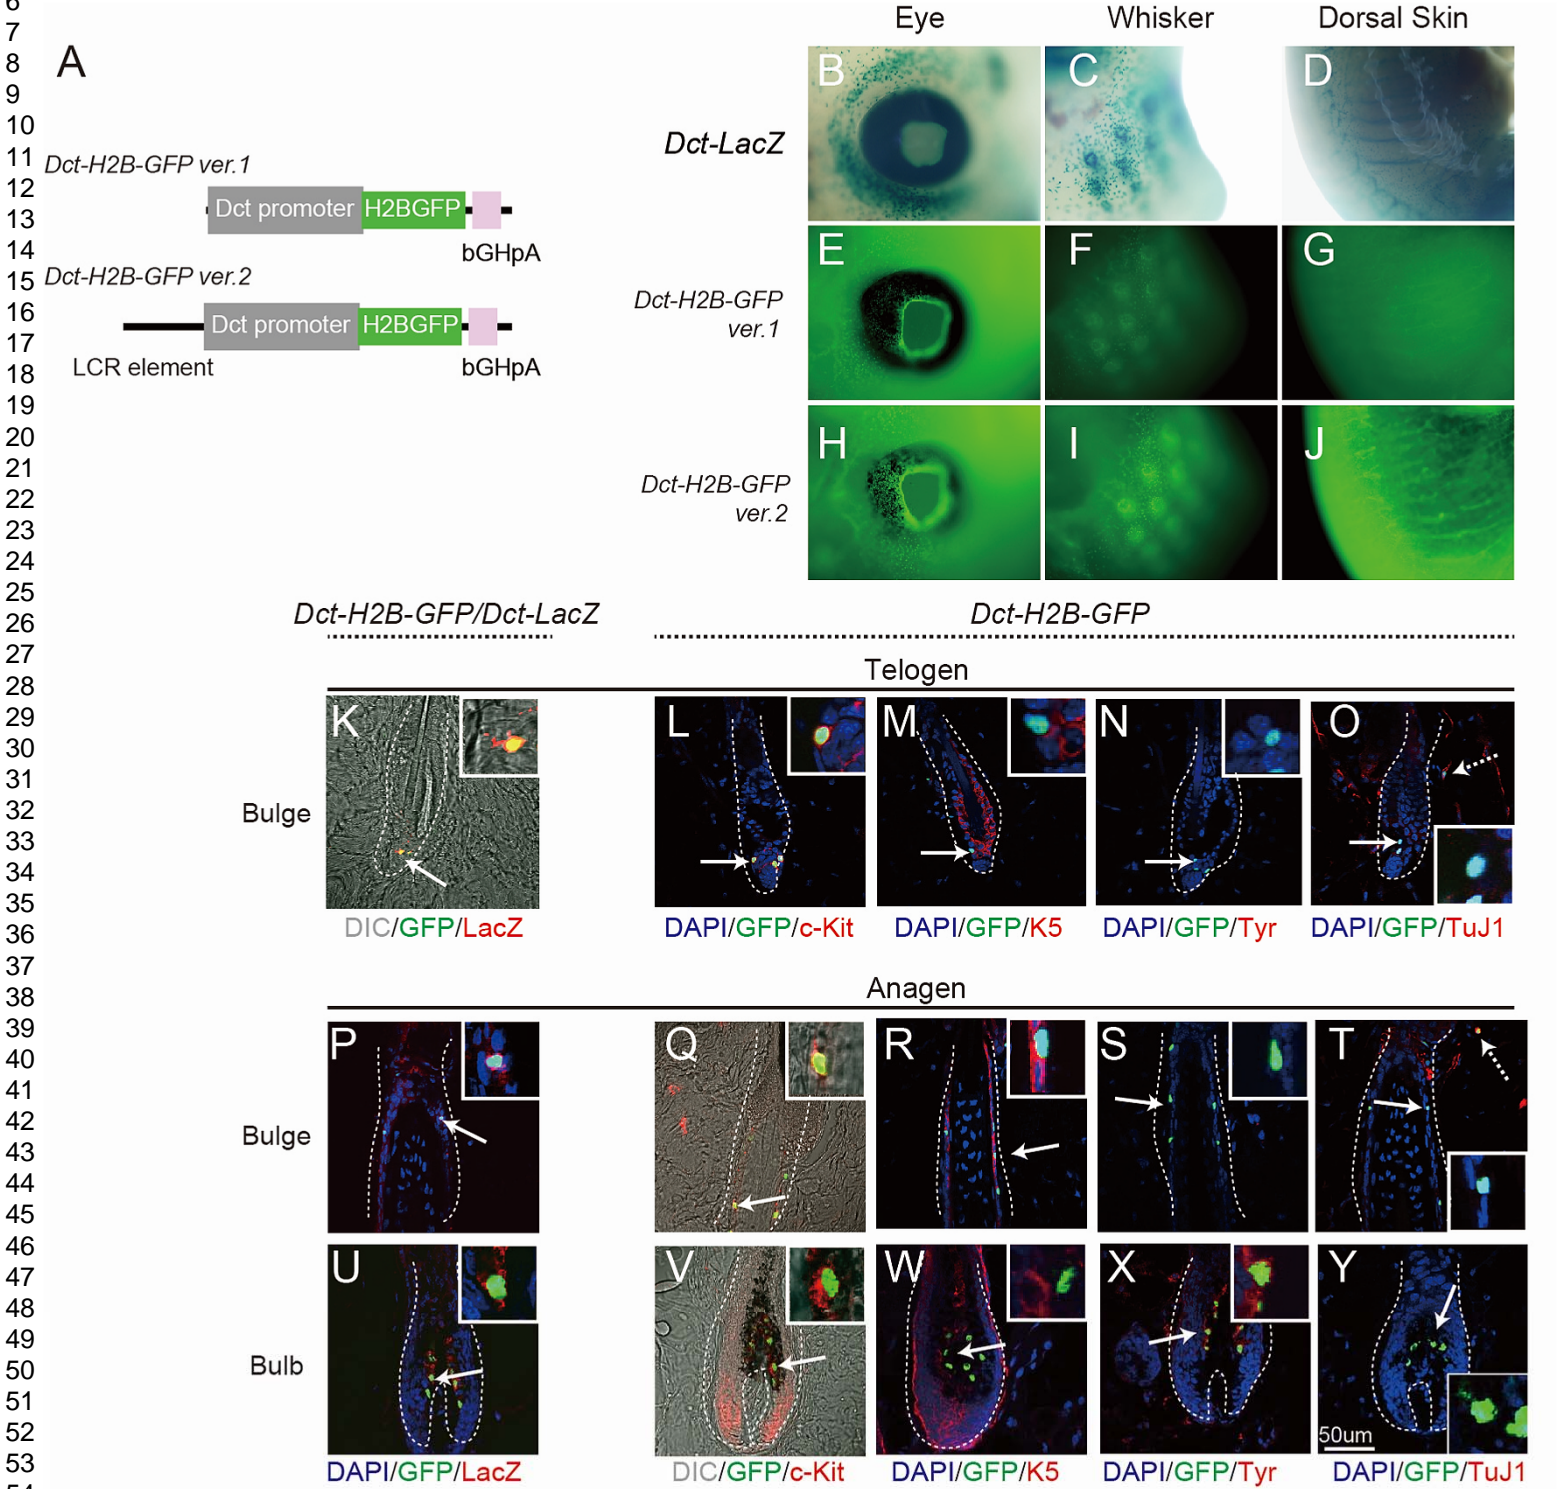 6
7
8
9
10
11
12
13
14
15
16
17
18
19
20
21
22
23
24
25
26
27
28
29
30
31
32
33
34
35
36
37
38
39
40
41
42
43
44
45
46
47
48
49
50
51
52
53
54
A
Dct-H2B-GFP ver.1
Dct promoter H2BGFP
bGHpA
Dct-H2B-GFP ver.2
Dct promoter H2BGFP
LCR element bGHpA
Eye Whisker Dorsal Skin
Dct-LacZ
B C D
Dct-H2B-GFP
ver.1
E F G
Dct-H2B-GFP
ver.2
H I J
Dct-H2B-GFP/Dct-LacZ Dct-H2B-GFP
Telogen
Bulge
K L M N O
DIC/GFP/LacZ DAPI/GFP/c-Kit DAPI/GFP/K5 DAPI/GFP/Tyr DAPI/GFP/TuJ1
Anagen
Bulge
P Q R S T
Bulb
U V W X Y
50um
DAPI/GFP/LacZ DIC/GFP/c-Kit DAPI/GFP/K5 DAPI/GFP/Tyr DAPI/GFP/TuJ1